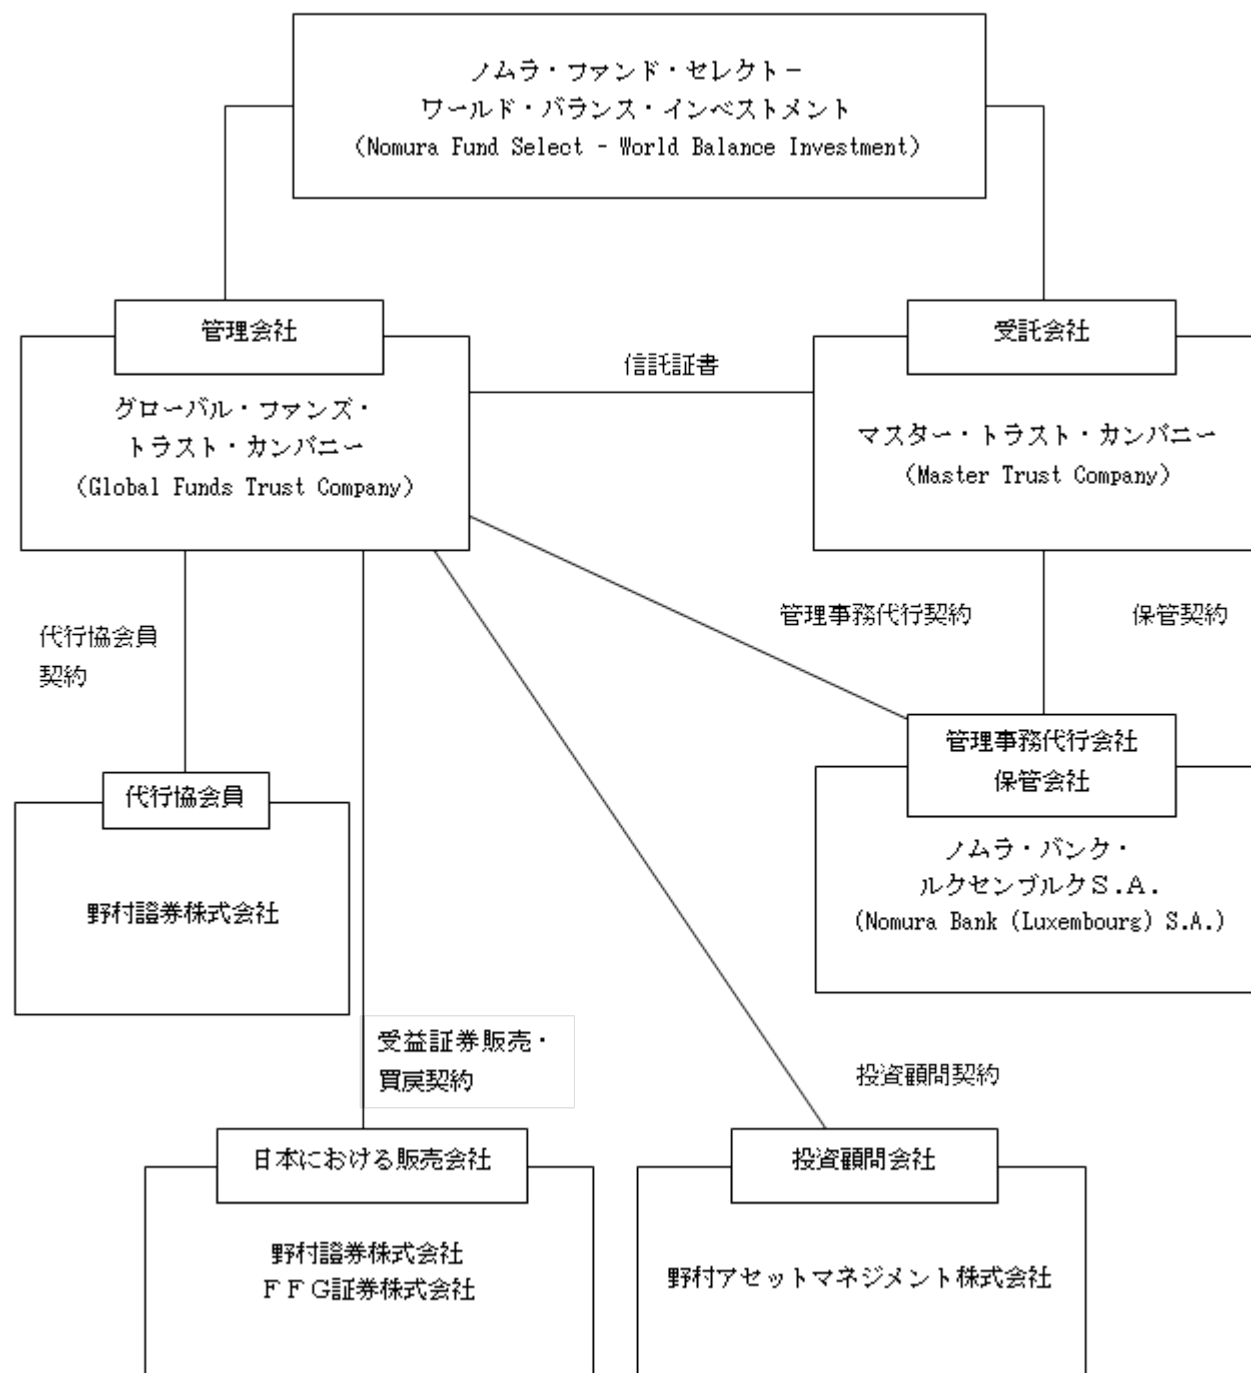 ノムラ・ファンド・セレクト－
ワールド・バランス・インベストメント
(Nomura Fund Select - World Balance Investment)
管理会社
受託会社
信託証書
グローバル・ファンズ・
トラスト・カンパニー
(Global Funds Trust Company)
マスター・トラスト・カンパニー
(Master Trust Company)
代行協会員
契約
管理事務代行契約
保管契約
管理事務代行会社
保管会社
代行協会員
ノムラ・バンク・
ルクセンブルクＳ.Ａ.
(Nomura Bank (Luxembourg) S.A.)
野村證券株式会社
受益証券販売・
買戻契約
投資顧問契約
日本における販売会社
投資顧問会社
野村證券株式会社
ＦＦＧ証券株式会社
野村アセットマネジメント株式会社